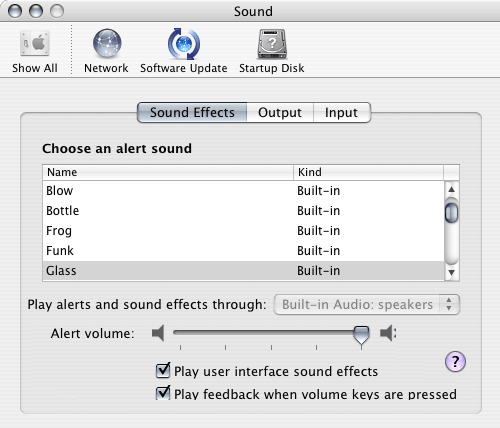 Sound
Show All Network Software Update Startup Disk
Sound Effects Output Input
Choose an alert sound
Name Kind
Blow Built-in
Bottle Built-in
Frog Built-in
Funk Built-in
Glass Built-in
Play alerts and sound effects through: Built-in Audio: speakers
Alert volume:
?
Play user interface sound effects
Play feedback when volume keys are pressed